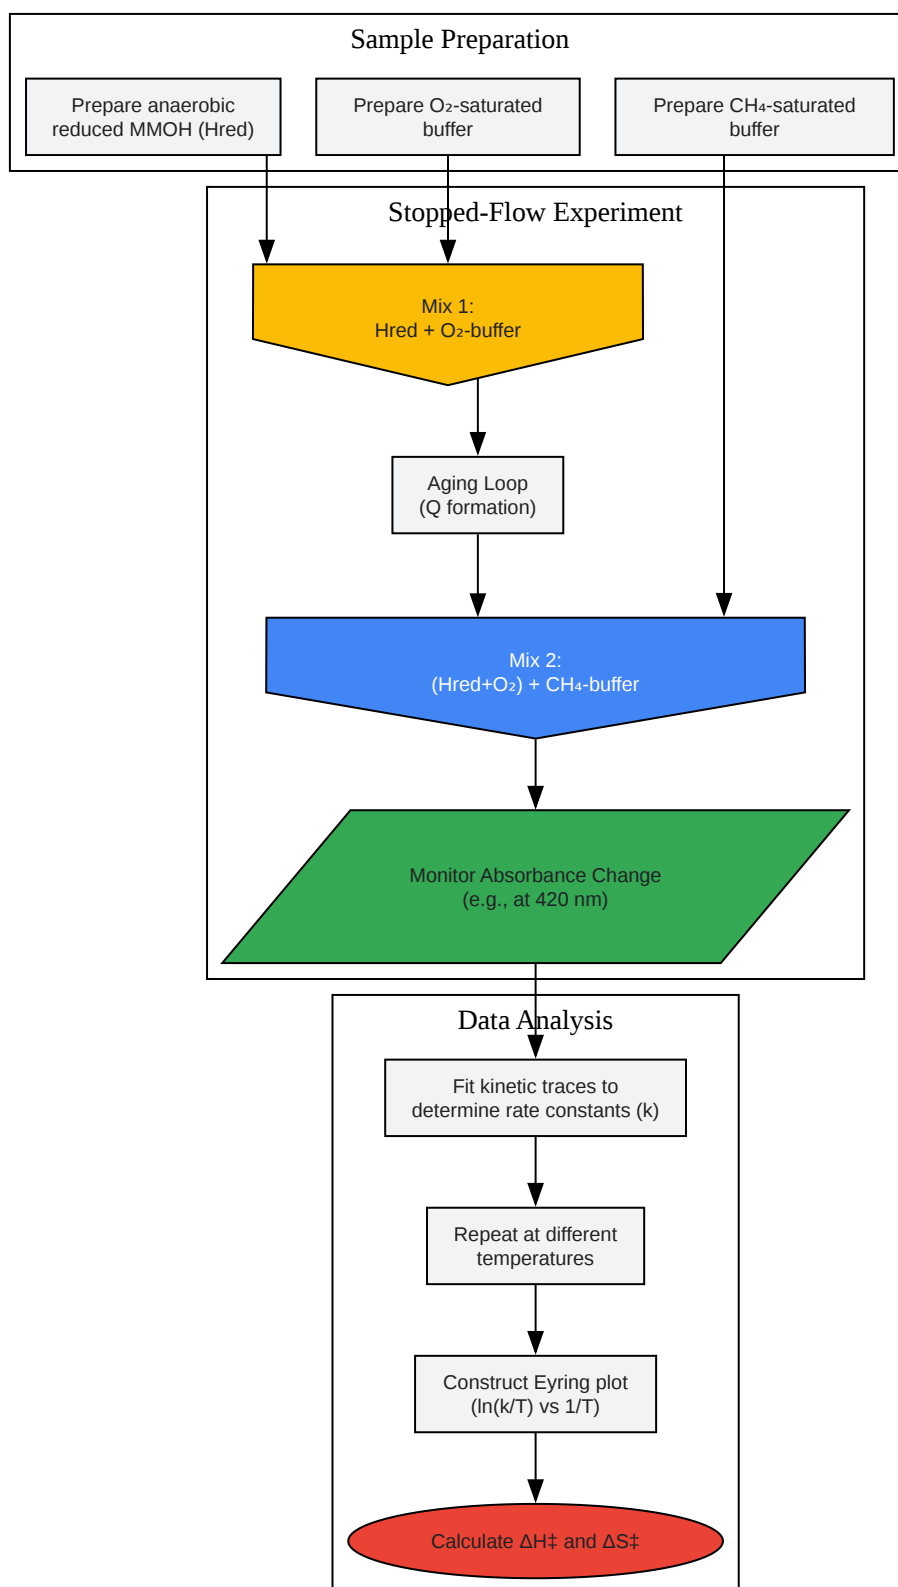 Sample Preparation
Prepare anaerobic
reduced MMOH (Hred)
Prepare O₂-saturated
buffer
Prepare CH₄-saturated
buffer
Stopped-Flow Experiment
Mix 1:
Hred + O₂-buffer
Aging Loop
(Q formation)
Mix 2:
(Hred+O₂) + CH₄-buffer
Monitor Absorbance Change
(e.g., at 420 nm)
Data Analysis
Fit kinetic traces to
determine rate constants (k)
Repeat at different
temperatures
Construct Eyring plot
(ln(k/T) vs 1/T)
Calculate ΔH‡ and ΔS‡